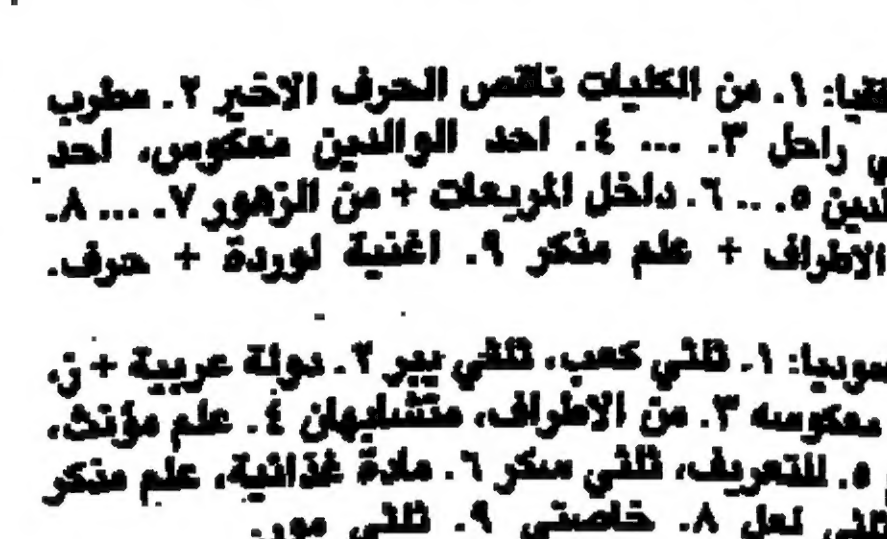 ١. من الكليات ناقص الحرف الاخير ٢. مطرب
راحل ٣. ... ٤. احد الوالدين معكوس، احد
٥. .. ٦. داخل المربعات + من الزهور ٧. ... ٨.
الاطراف + علم مذكر ٩. اغنية لوردة + حرف.
١. ثلثي كعب، ثلثي بير ٢. دولة عربية + ن،
معكوسه ٣. من الاطراف، متشابهان ٤. علم مؤنث،
٥. للتعريف، ثلثي سكر ٦. مادة غذائية، علم مذكر
لعل ٨. خاصتي ٩. ثلثي مور.